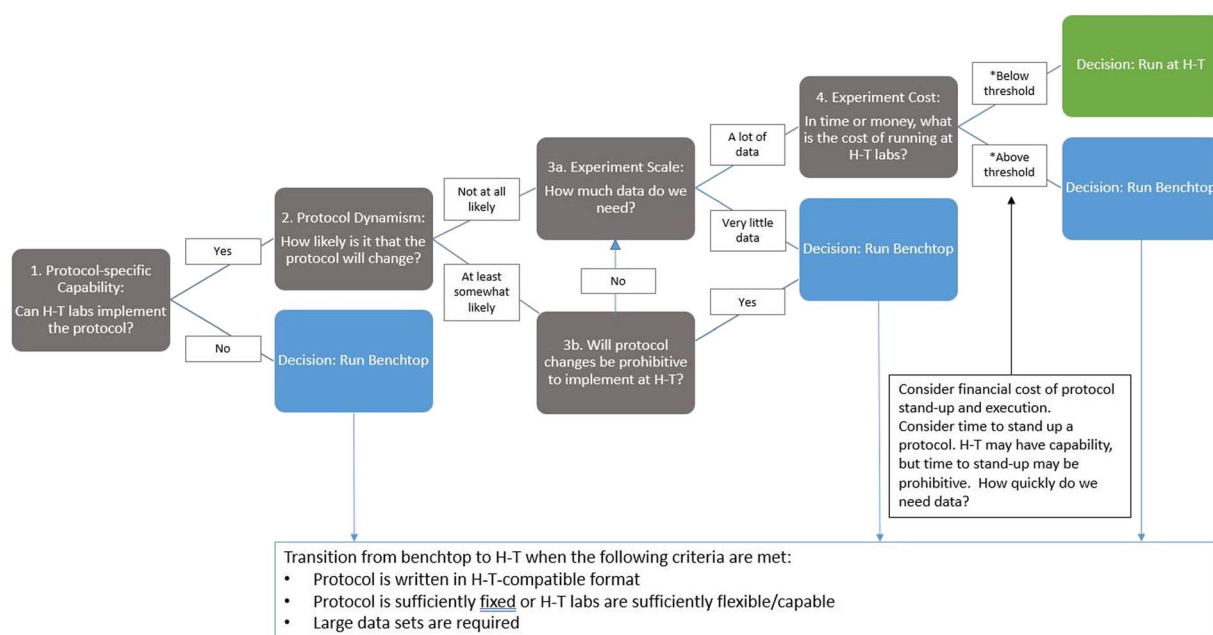 1. Protocol-specific
Capability:
Can H-T labs implement
the protocol?
Yes
No
2. Protocol Dynamism:
How likely is it that the
protocol will change?
Decision: Run Benchtop
Not at all
likely
At least
somewhat
likely
3a. Experiment Scale:
How much data do we
need?
No
3b. Will protocol
changes be prohibitive
to implement at H-T?
A lot of
data
Very little
data
Yes
4. Experiment Cost:
In time or money, what
is the cost of running at
H-T labs?
Decision: Run Benchtop
*Below
threshold
*Above
threshold
Decision: Run at H-T
Decision: Run Benchtop
Consider financial cost of protocol
stand-up and execution.
Consider time to stand up a
protocol. H-T may have capability,
but time to stand-up may be
prohibitive. How quickly do we
need data?
Transition from benchtop to H-T when the following criteria are met:
• Protocol is written in H-T-compatible format
• Protocol is sufficiently fixed or H-T labs are sufficiently flexible/capable
• Large data sets are required